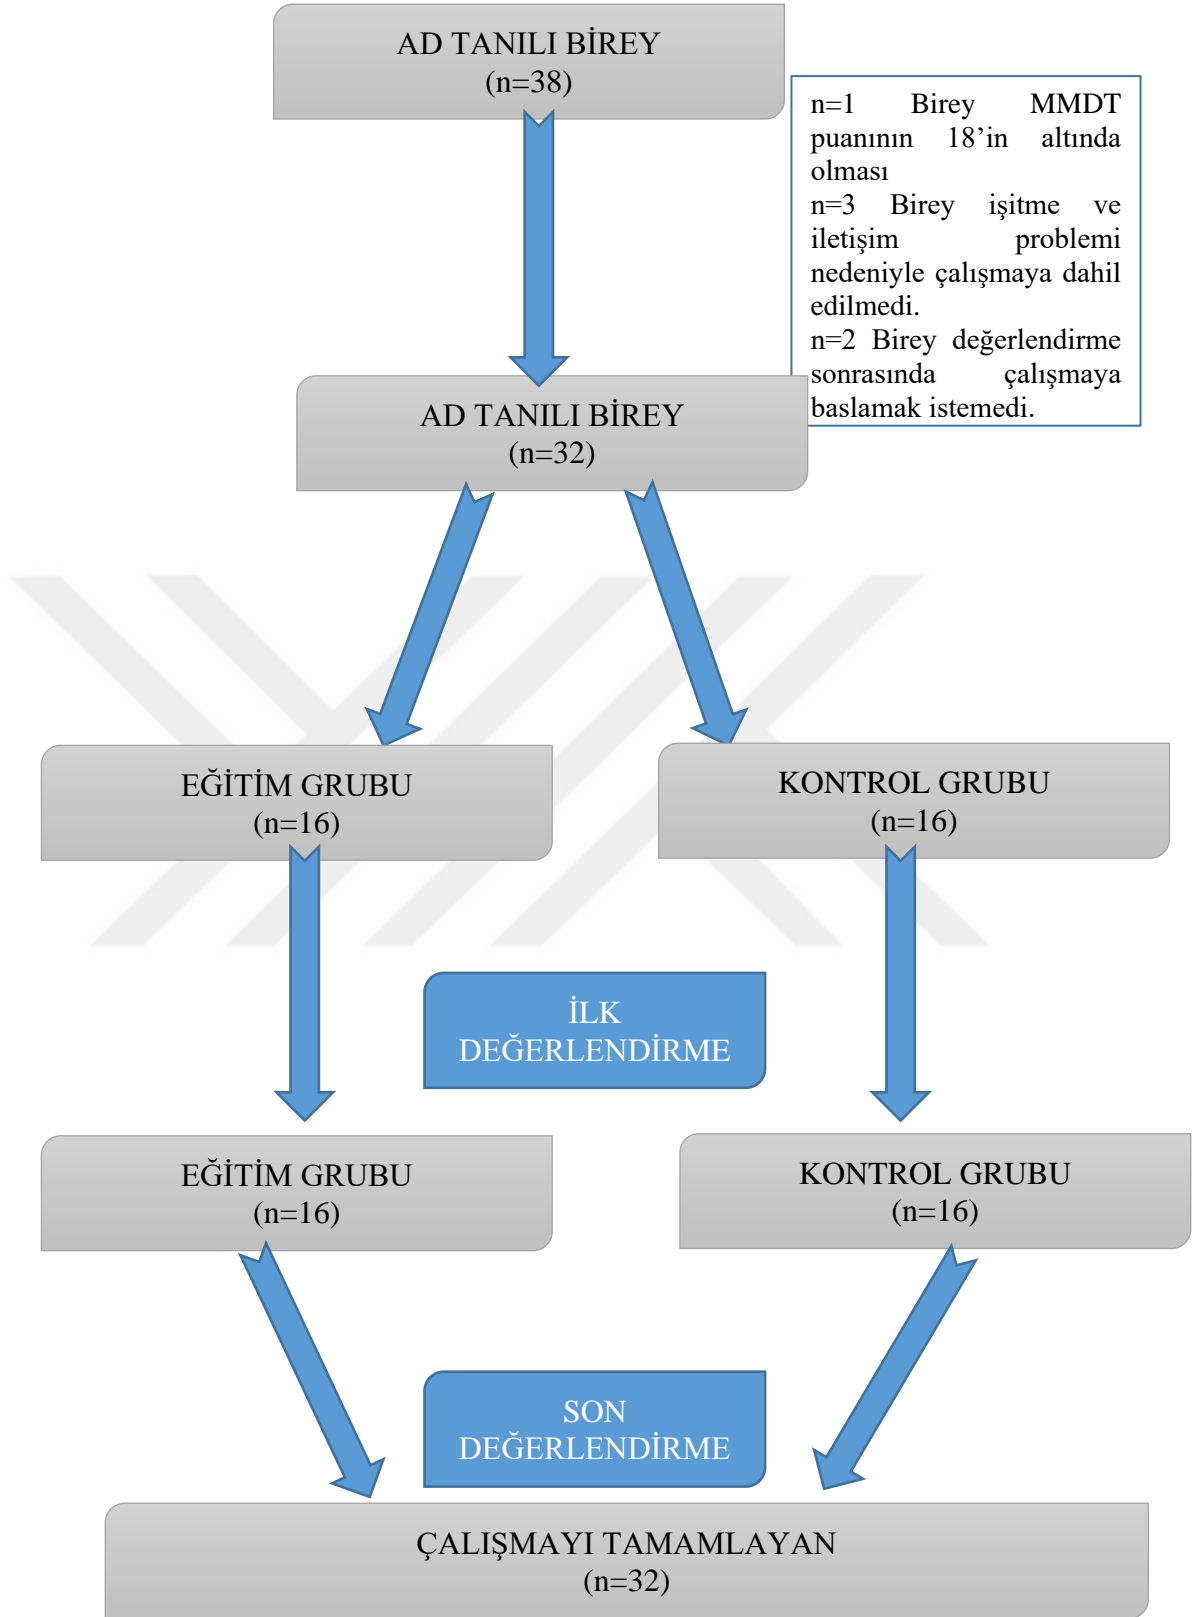 AD TANILI BİREY
(n=38)
n=1 Birey MMDT
puanının 18’in altında
olması
n=3 Birey işitme ve
iletişim problemi
nedeniyle çalışmaya dahil
edilmedi.
n=2 Birey değerlendirme
sonrasında çalışmaya
baslamak istemedi.
AD TANILI BİREY
(n=32)
EĞİTİM GRUBU
(n=16)
KONTROL GRUBU
(n=16)
İLK
DEĞERLENDİRME
EĞİTİM GRUBU
(n=16)
KONTROL GRUBU
(n=16)
SON
DEĞERLENDİRME
ÇALIŞMAYI TAMAMLAYAN
(n=32)